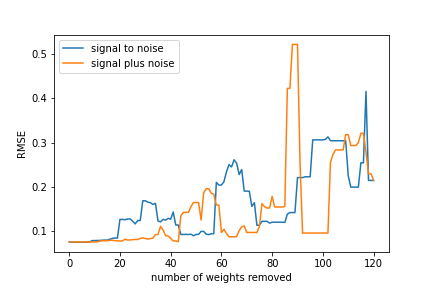 signal to noise
signal plus noise
RMSE
0.5
0.4
0.3
0.2
0.1
0 20 40 60 80 100 120
number of weights removed